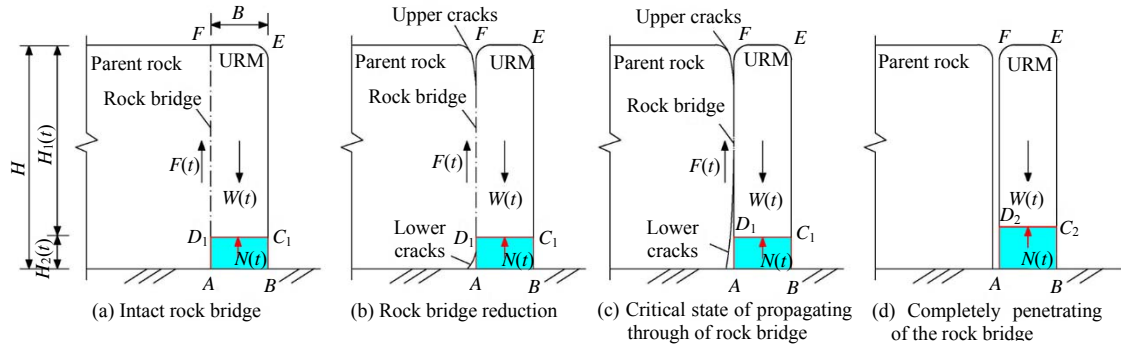 B
F
E
Parent rock
URM
Rock bridge
H
H1(t)
F(t)
W(t)
D1
C1
H2(t)
N(t)
A
B
(a) Intact rock bridge
Upper cracks
F
E
Parent rock
URM
Rock bridge
F(t)
W(t)
Lower
cracks
D1
C1
N(t)
A
B
(b) Rock bridge reduction
Upper cracks
F
E
Parent rock
URM
Rock
bridge
F(t)
W(t)
Lower
cracks
D1
C1
N(t)
A
B
(c) Critical state of propagating
through of rock bridge
F
E
Parent rock
URM
W(t)
D2
C2
N(t)
A
B
(d) Completely penetrating
of the rock bridge